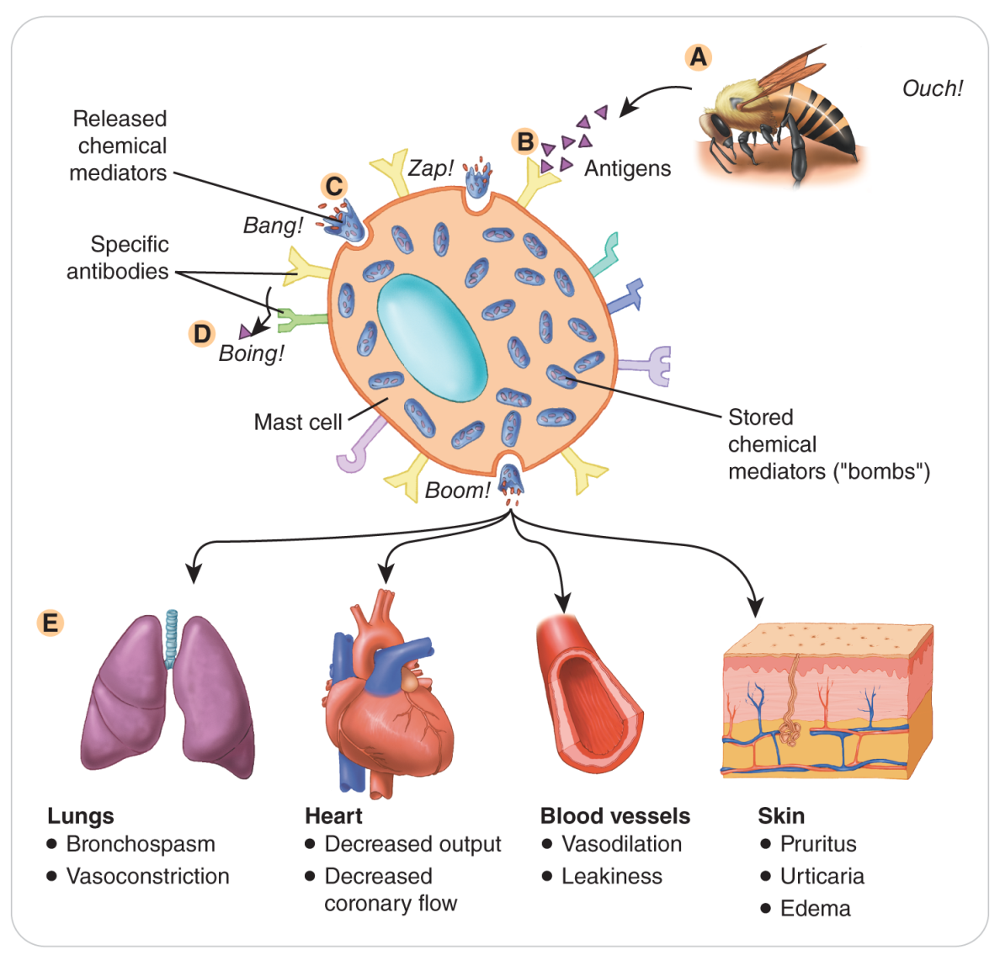 A
Ouch!
Released
chemical
mediators
B
Zap!
Antigens
C
Bang!
Specific
antibodies
D
Boing!
Mast cell
Stored
chemical
mediators ("bombs")
Boom!
E
Lungs
• Bronchospasm
• Vasoconstriction
Heart
• Decreased output
• Decreased
coronary flow
Blood vessels
• Vasodilation
• Leakiness
Skin
• Pruritus
• Urticaria
• Edema